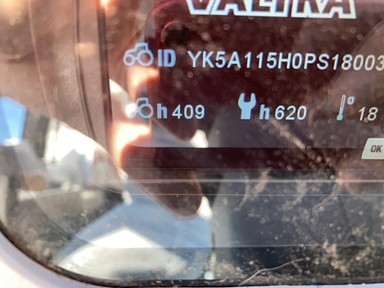 VALTRA
ID YK5A115H0PS18003
h 409 h 620 ° 18
OK